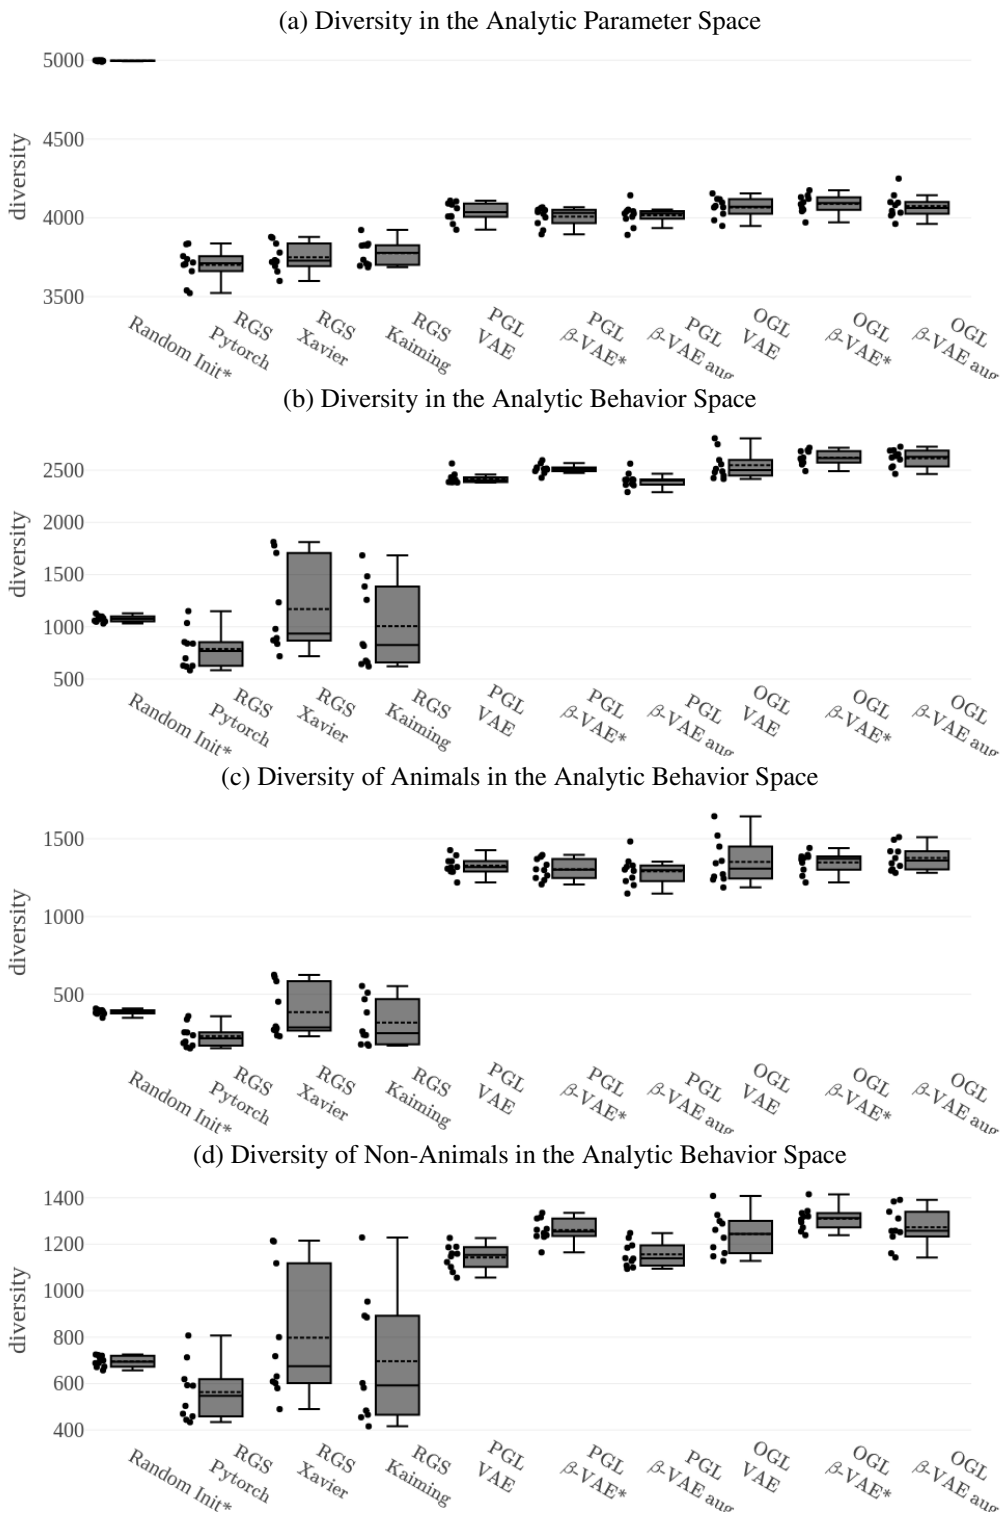 (a) Diversity in the Analytic Parameter Space
diversity
5000
4500
4000
3500
Random Init*
RGS
Pytorch
RGS
Xavier
RGS
Kaiming
PGL
VAE
PGL
β-VAE*
PGL
β-VAE aug
OGL
VAE
OGL
β-VAE*
OGL
β-VAE aug
(b) Diversity in the Analytic Behavior Space
diversity
2500
2000
1500
1000
500
Random Init*
RGS
Pytorch
RGS
Xavier
RGS
Kaiming
PGL
VAE
PGL
β-VAE*
PGL
β-VAE aug
OGL
VAE
OGL
β-VAE*
OGL
β-VAE aug
(c) Diversity of Animals in the Analytic Behavior Space
diversity
1500
1000
500
Random Init*
RGS
Pytorch
RGS
Xavier
RGS
Kaiming
PGL
VAE
PGL
β-VAE*
PGL
β-VAE aug
OGL
VAE
OGL
β-VAE*
OGL
β-VAE aug
(d) Diversity of Non-Animals in the Analytic Behavior Space
diversity
1400
1200
1000
800
600
400
Random Init*
RGS
Pytorch
RGS
Xavier
RGS
Kaiming
PGL
VAE
PGL
β-VAE*
PGL
β-VAE aug
OGL
VAE
OGL
β-VAE*
OGL
β-VAE aug